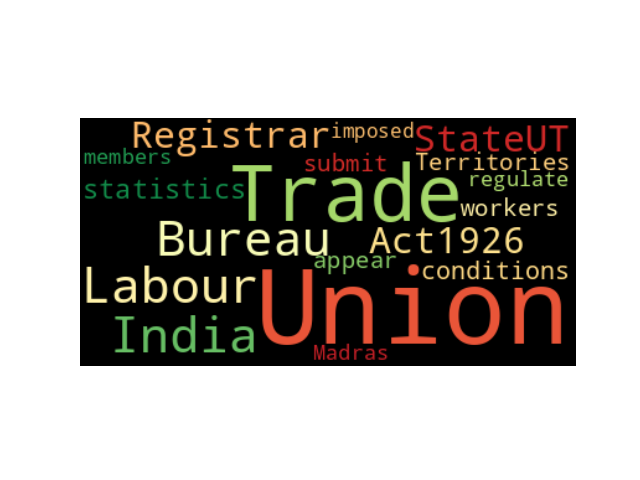 Registrar imposed StateUT
members submit Territories
statistics Trade regulate
workers
Bureau Act1926
appear
Labour Union conditions
India
Madras